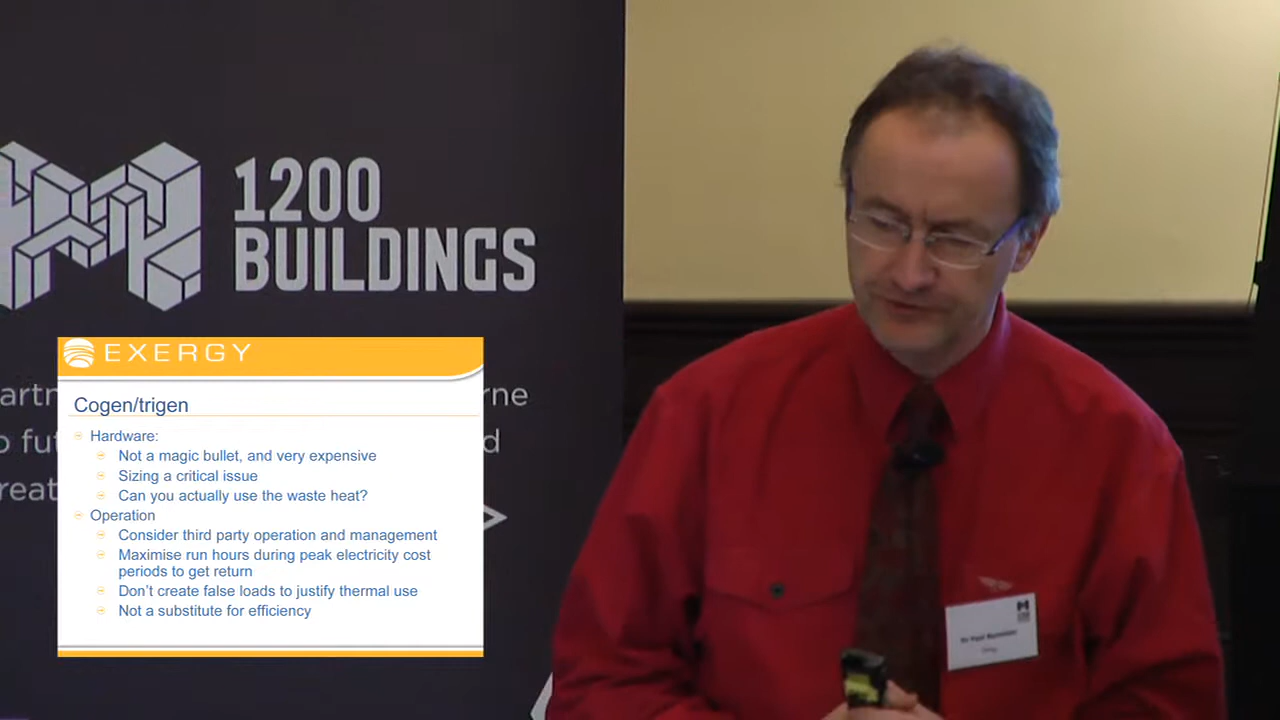 1200
BUILDINGS
EXERGY
Cogen/trigen
Hardware:
Not a magic bullet, and very expensive
Sizing a critical issue
Can you actually use the waste heat?
Operation
Consider third party operation and management
Maximise run hours during peak electricity cost
periods to get return
Don't create false loads to justify thermal use
Not a substitute for efficiency